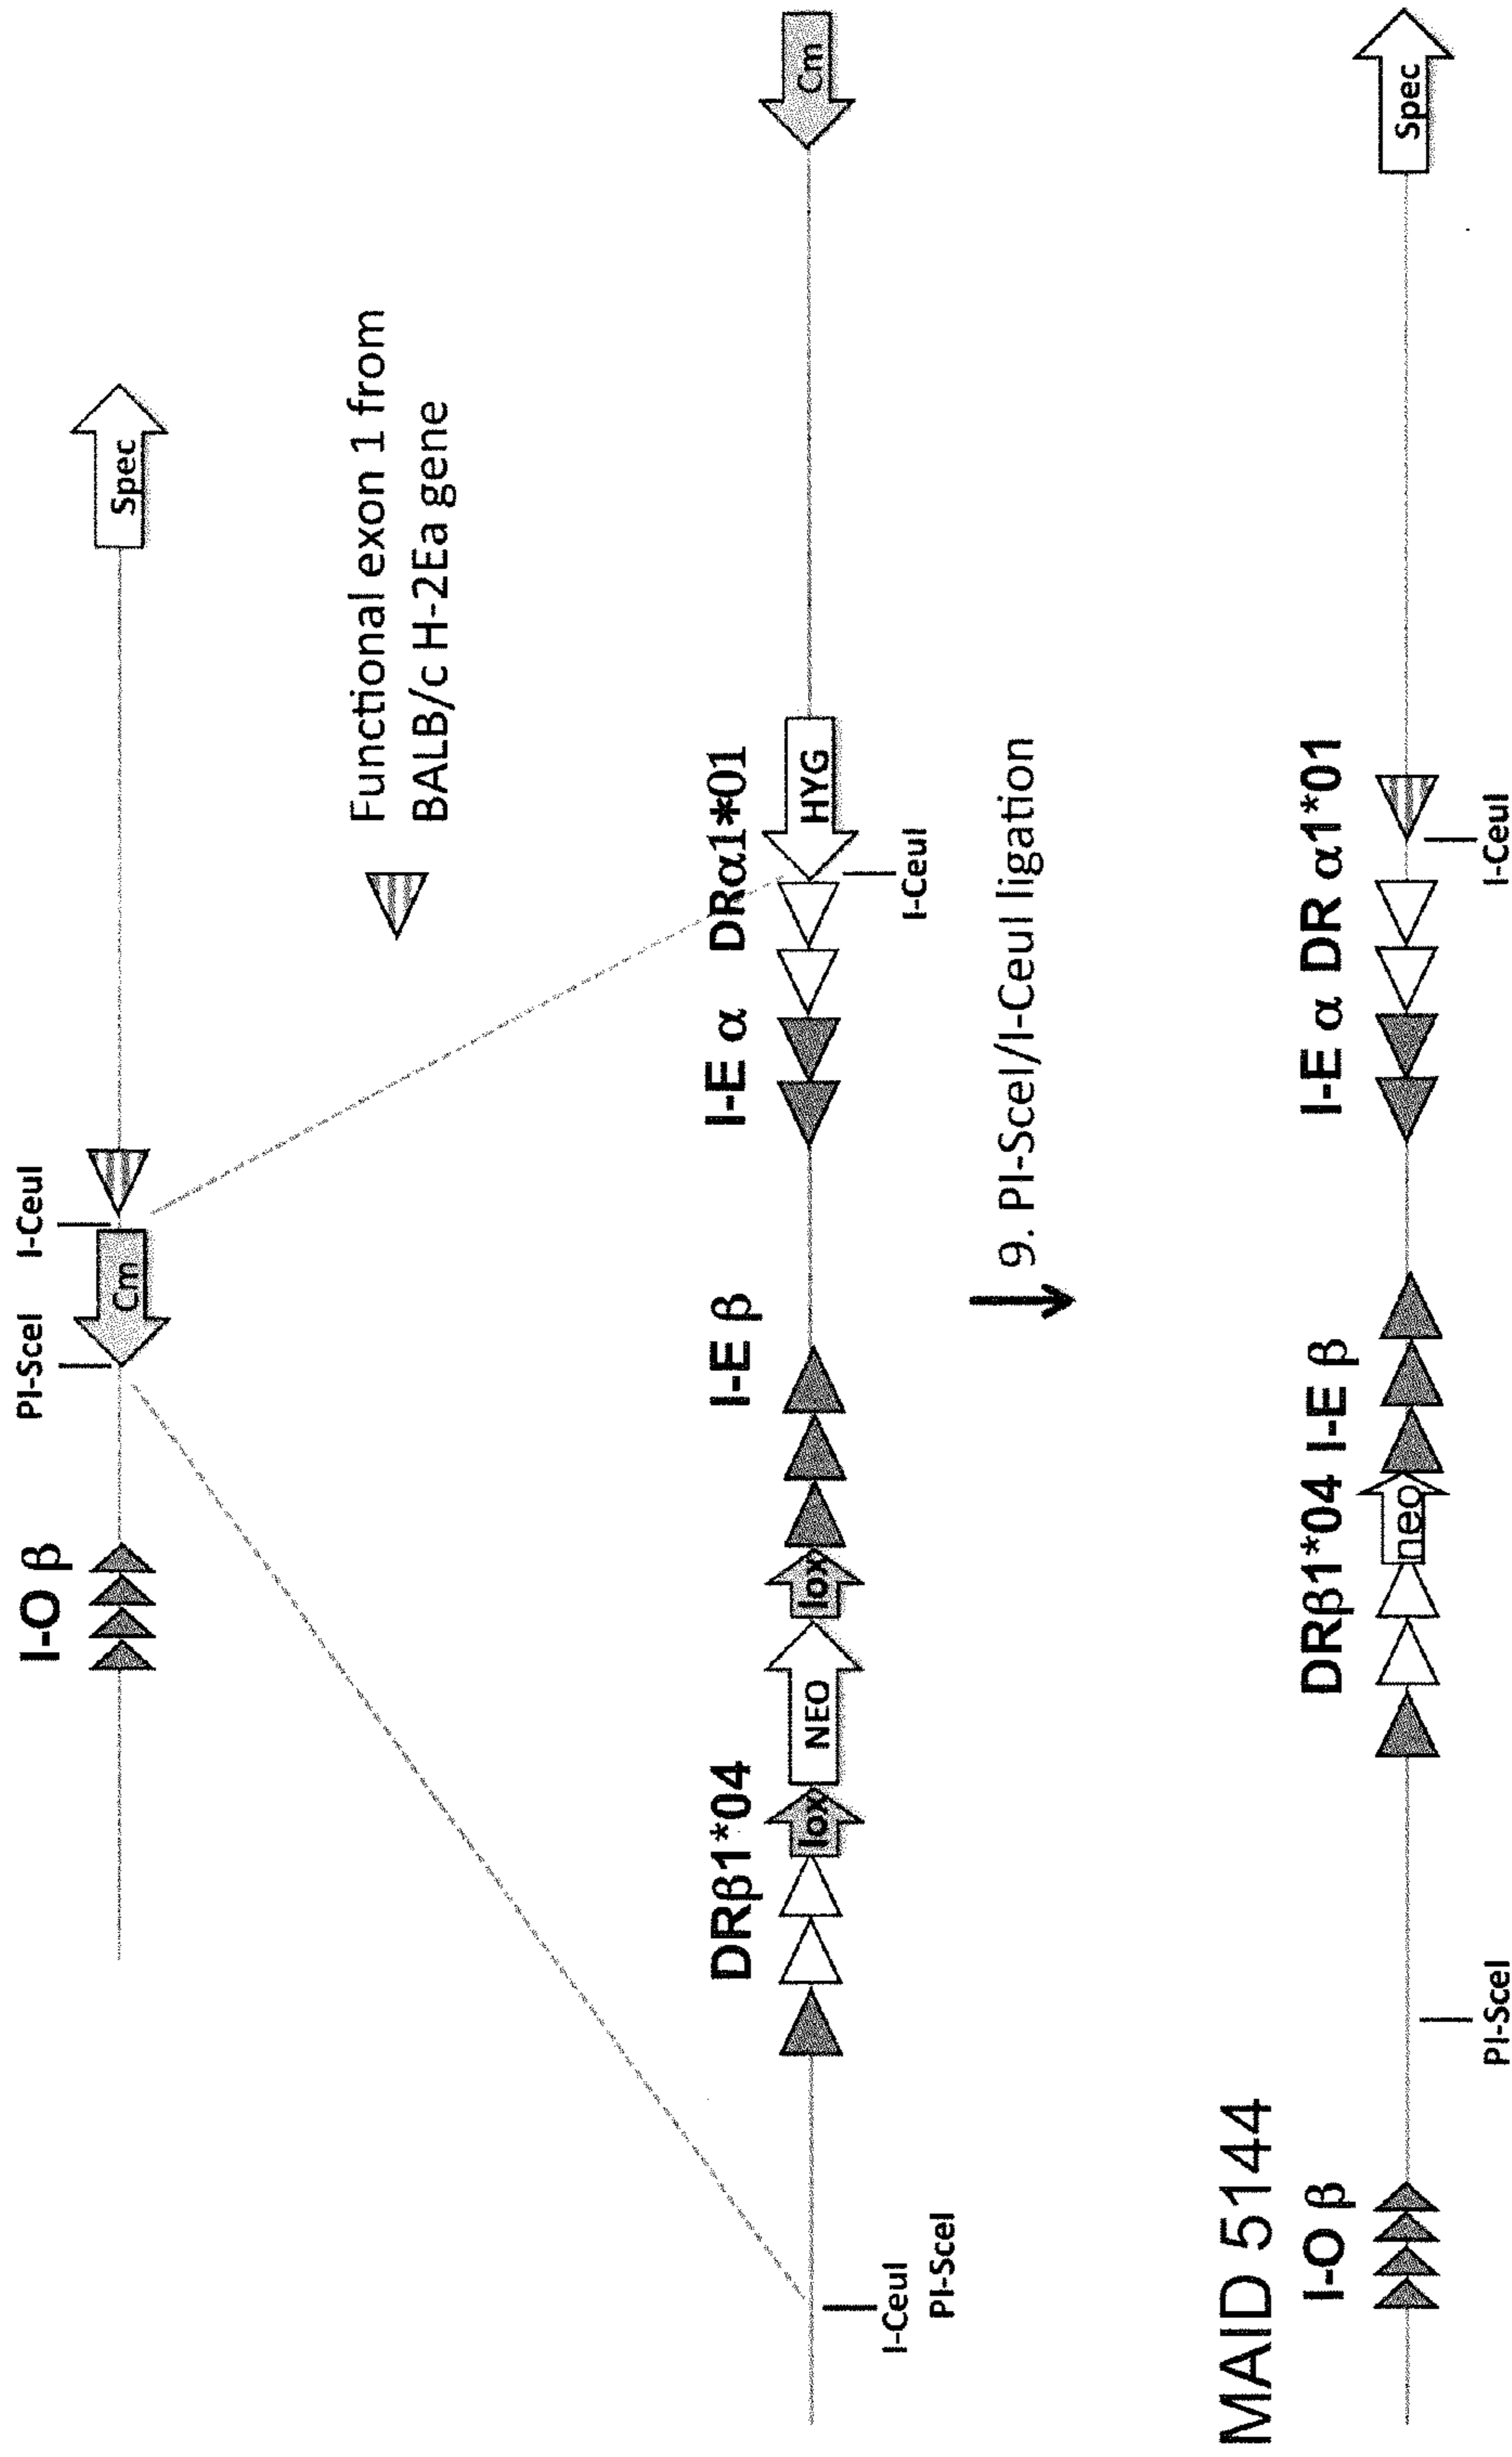 I-O β
PI-SceI
I-CeuI
Cm
Spec
Functional exon 1 from
BALB/c H-2Ea gene
DRβ1*04
I-E β
I-E α
DRα1*01
lox
NEO
lox
HYG
Cm
I-CeuI
PI-SceI
I-CeuI
9. PI-SceI/I-CeuI ligation
MAID 5144
I-O β
DRβ1*04 I-E β
I-E α DR α1*01
neo
Spec
PI-SceI
I-CeuI